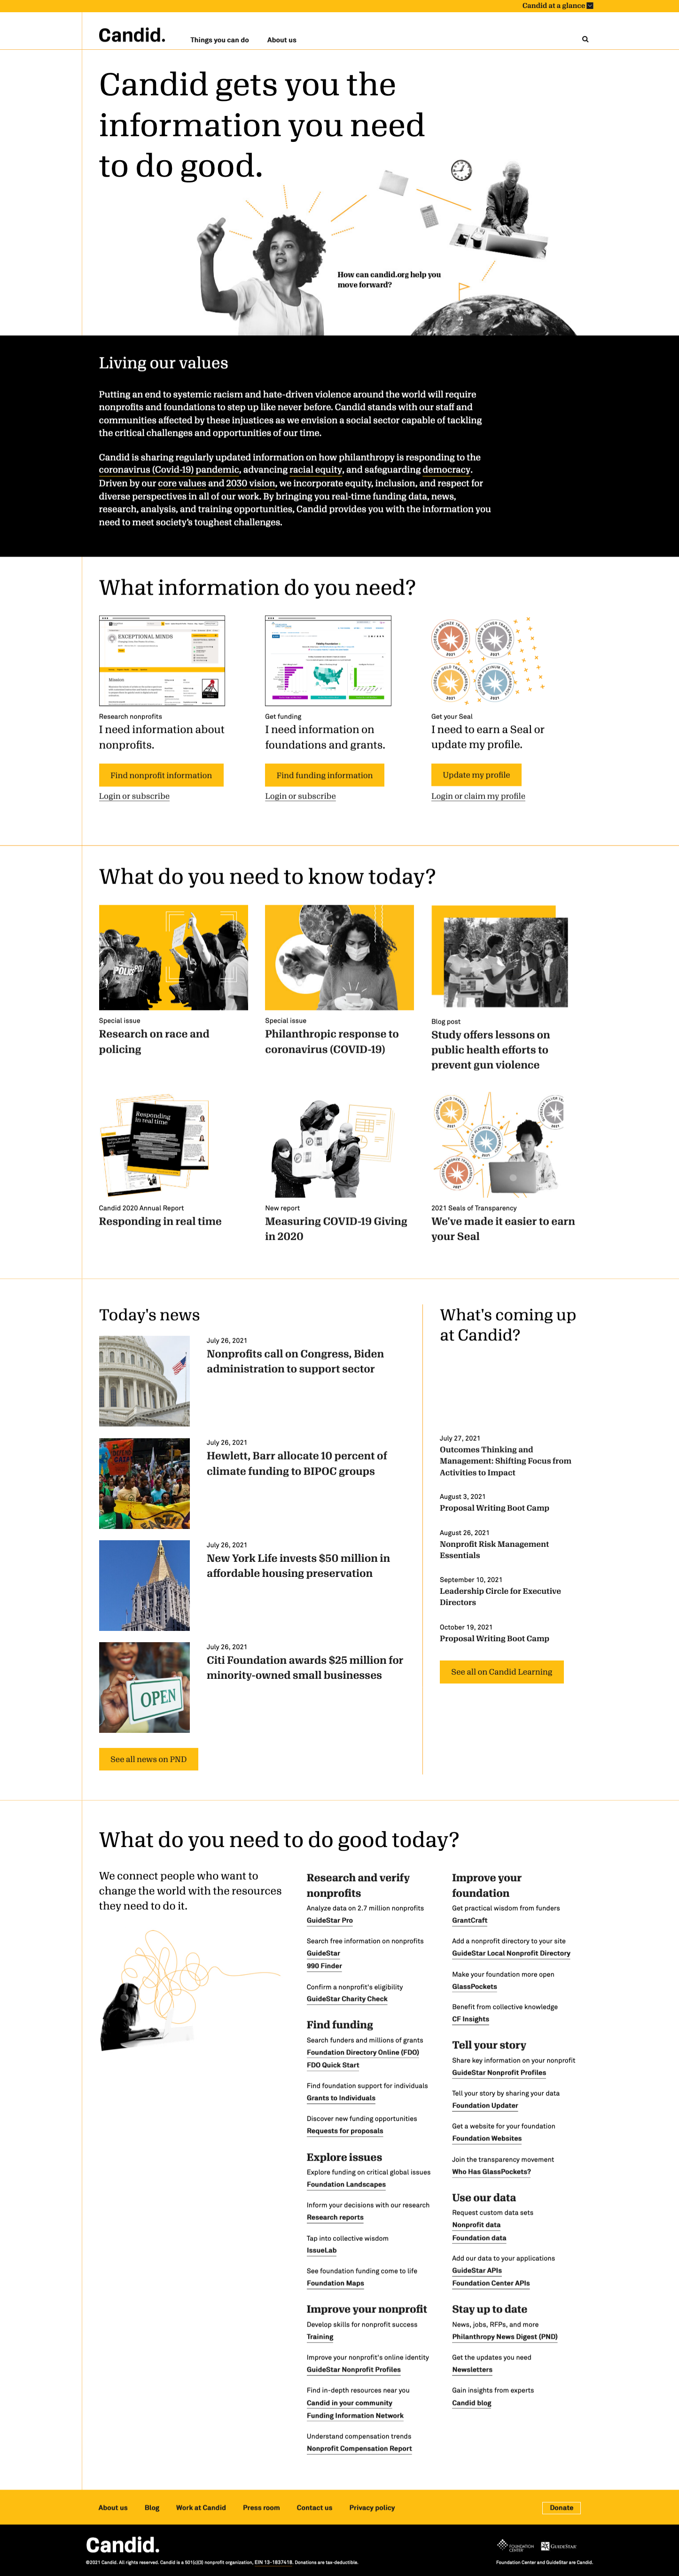 Candid at a glance
Candid.
Things you can do
About us
Candid gets you the
information you need
to do good.
How can candid.org help you
move forward?
Living our values
Putting an end to systemic racism and hate-driven violence around the world will require
nonprofits and foundations to step up like never before. Candid stands with our staff and
communities affected by these injustices as we envision a social sector capable of tackling
the critical challenges and opportunities of our time.
Candid is sharing regularly updated information on how philanthropy is responding to the
coronavirus (Covid-19) pandemic, advancing racial equity, and safeguarding democracy.
Driven by our core values and 2030 vision, we incorporate equity, inclusion, and respect for
diverse perspectives in all of our work. By bringing you real-time funding data, news,
research, analysis, and training opportunities, Candid provides you with the information you
need to meet society's toughest challenges.
What information do you need?
EXCEPTIONAL MINDS
Mission
Research nonprofits
I need information about
nonprofits.
Find nonprofit information
Login or subscribe
Get funding
I need information on
foundations and grants.
Find funding information
Login or subscribe
2021
2021
2021
2021
Get your Seal
I need to earn a Seal or
update my profile.
Update my profile
Login or claim my profile
What do you need to know today?
Special issue
Research on race and
policing
Special issue
Philanthropic response to
coronavirus (COVID-19)
Blog post
Study offers lessons on
public health efforts to
prevent gun violence
Responding
in real time
Candid 2020 Annual Report
Responding in real time
New report
Measuring COVID-19 Giving
in 2020
2021 Seals of Transparency
We've made it easier to earn
your Seal
Today's news
July 26, 2021
Nonprofits call on Congress, Biden
administration to support sector
July 26, 2021
Hewlett, Barr allocate 10 percent of
climate funding to BIPOC groups
July 26, 2021
New York Life invests $50 million in
affordable housing preservation
OPEN
July 26, 2021
Citi Foundation awards $25 million for
minority-owned small businesses
See all news on PND
What's coming up
at Candid?
July 27, 2021
Outcomes Thinking and
Management: Shifting Focus from
Activities to Impact
August 3, 2021
Proposal Writing Boot Camp
August 26, 2021
Nonprofit Risk Management
Essentials
September 10, 2021
Leadership Circle for Executive
Directors
October 19, 2021
Proposal Writing Boot Camp
See all on Candid Learning
What do you need to do good today?
We connect people who want to
change the world with the resources
they need to do it.
Research and verify
nonprofits
Analyze data on 2.7 million nonprofits
GuideStar Pro
Search free information on nonprofits
GuideStar
990 Finder
Confirm a nonprofit's eligibility
GuideStar Charity Check
Find funding
Search funders and millions of grants
Foundation Directory Online (FDO)
FDO Quick Start
Find foundation support for individuals
Grants to Individuals
Discover new funding opportunities
Requests for proposals
Explore issues
Explore funding on critical global issues
Foundation Landscapes
Inform your decisions with our research
Research reports
Tap into collective wisdom
IssueLab
See foundation funding come to life
Foundation Maps
Improve your nonprofit
Develop skills for nonprofit success
Training
Improve your nonprofit's online identity
GuideStar Nonprofit Profiles
Find in-depth resources near you
Candid in your community
Funding Information Network
Understand compensation trends
Nonprofit Compensation Report
Improve your
foundation
Get practical wisdom from funders
GrantCraft
Add a nonprofit directory to your site
GuideStar Local Nonprofit Directory
Make your foundation more open
GlassPockets
Benefit from collective knowledge
CF Insights
Tell your story
Share key information on your nonprofit
GuideStar Nonprofit Profiles
Tell your story by sharing your data
Foundation Updater
Get a website for your foundation
Foundation Websites
Join the transparency movement
Who Has GlassPockets?
Use our data
Request custom data sets
Nonprofit data
Foundation data
Add our data to your applications
GuideStar APIs
Foundation Center APIs
Stay up to date
News, jobs, RFPs, and more
Philanthropy News Digest (PND)
Get the updates you need
Newsletters
Gain insights from experts
Candid blog
About us
Blog
Work at Candid
Press room
Contact us
Privacy policy
Donate
Candid.
©2021 Candid. All rights reserved. Candid is a 501(c)(3) nonprofit organization, EIN 13-1837418. Donations are tax-deductible.
FOUNDATION
CENTER
GUIDESTAR
Foundation Center and GuideStar are Candid.